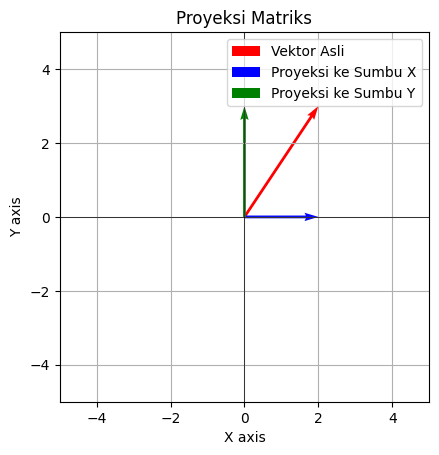 Proyeksi Matriks
Vektor Asli
Proyeksi ke Sumbu X
Proyeksi ke Sumbu Y
Y axis
4
2
0
−2
−4
−4 −2 0 2 4
X axis